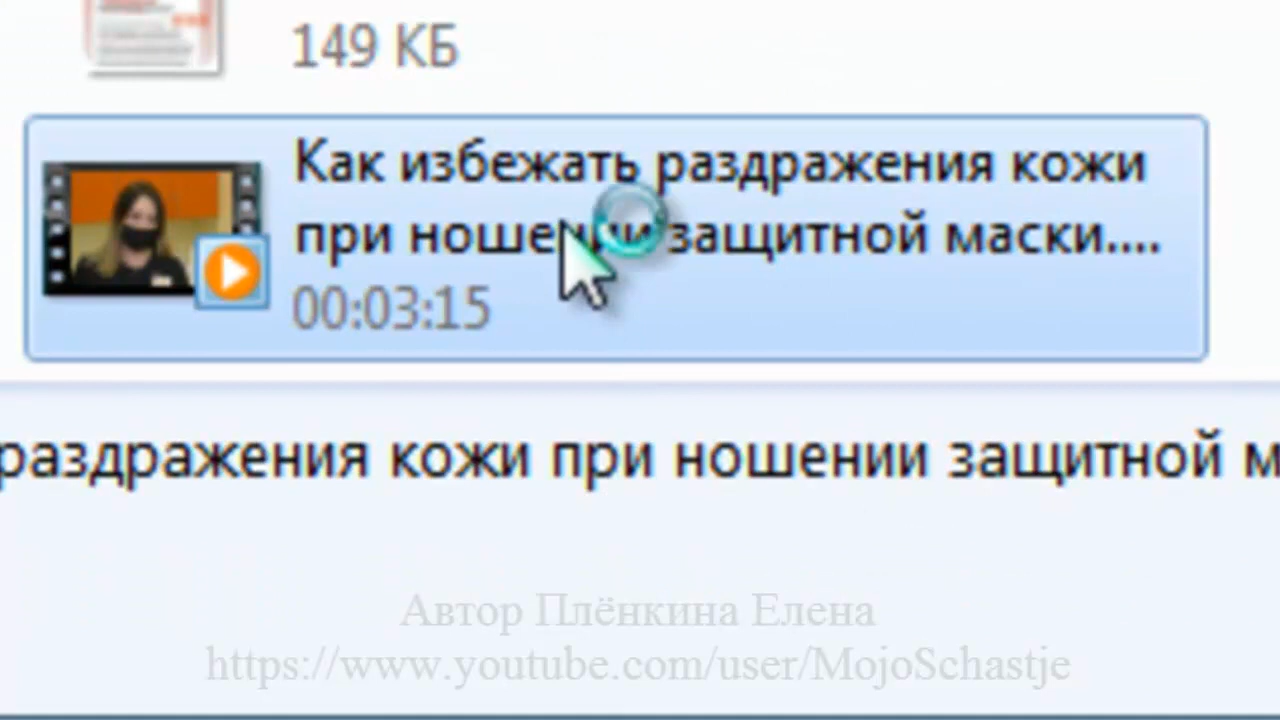 149 КБ
Как избежать раздражения кожи
при ношении защитной маски....
00:03:15
раздражения кожи при ношении защитной м
Автор Плёнкина Елена
https://www.youtube.com/user/MojoSchastje